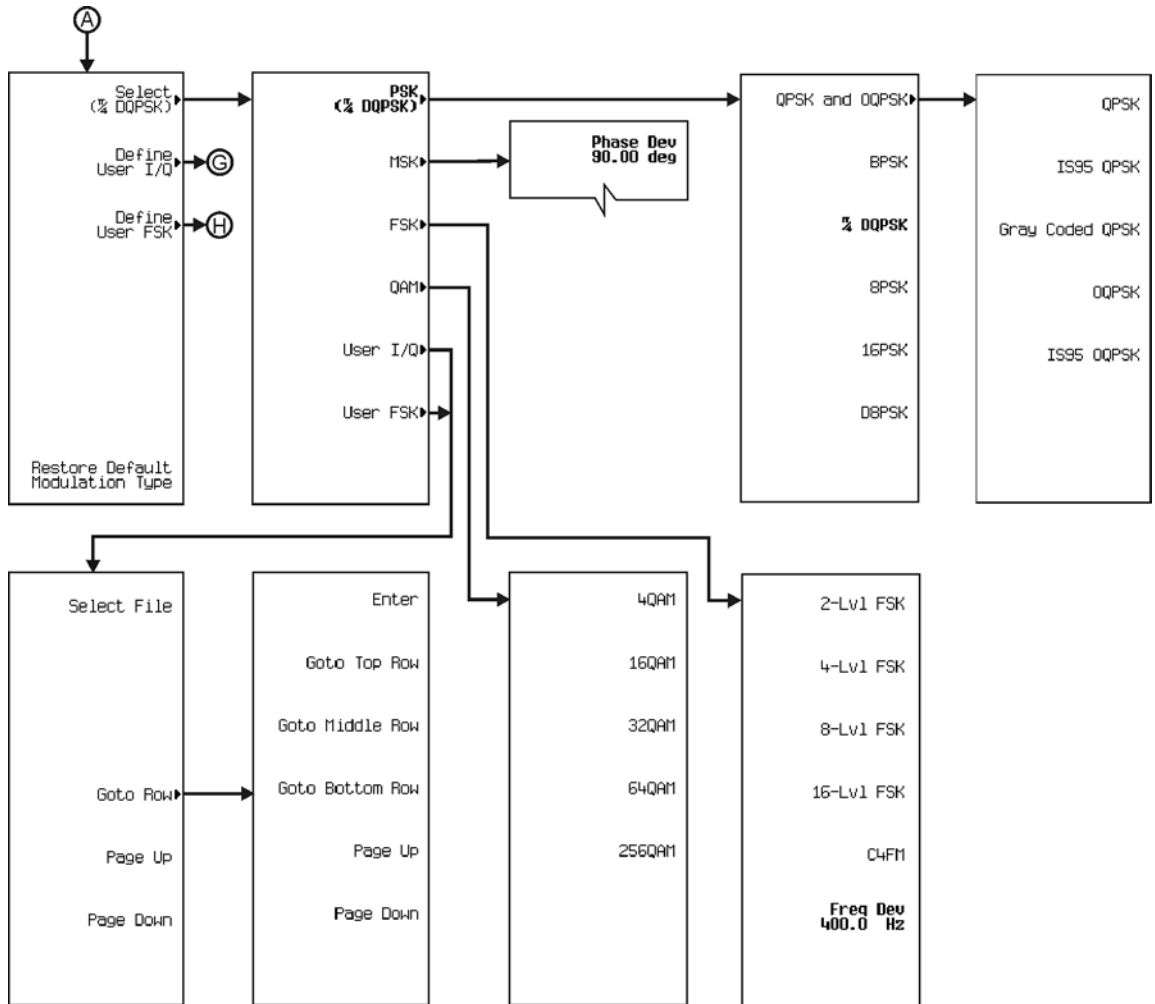 A
Select
(π/4 DQPSK)
Define
User I/Q
G
Define
User FSK
H
Restore Default
Modulation Type
PSK
(π/4 DQPSK)
MSK
FSK
QAM
User I/Q
User FSK
Phase Dev
90.00 deg
QPSK and OQPSK
BPSK
π/4 DQPSK
8PSK
16PSK
D8PSK
QPSK
IS95 QPSK
Gray Coded QPSK
OQPSK
IS95 OQPSK
Select File
Goto Row
Page Up
Page Down
Enter
Goto Top Row
Goto Middle Row
Goto Bottom Row
Page Up
Page Down
4QAM
16QAM
32QAM
64QAM
256QAM
2-Lvl FSK
4-Lvl FSK
8-Lvl FSK
16-Lvl FSK
C4FM
Freq Dev
400.0 Hz